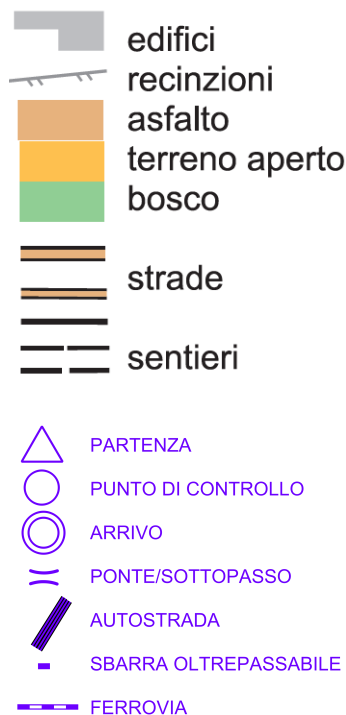 edifici
recinzioni
asfalto
terreno aperto
bosco
strade
sentieri
PARTENZA
PUNTO DI CONTROLLO
ARRIVO
PONTE/SOTTOPASSO
AUTOSTRADA
SBARRA OLTREPASSABILE
FERROVIA